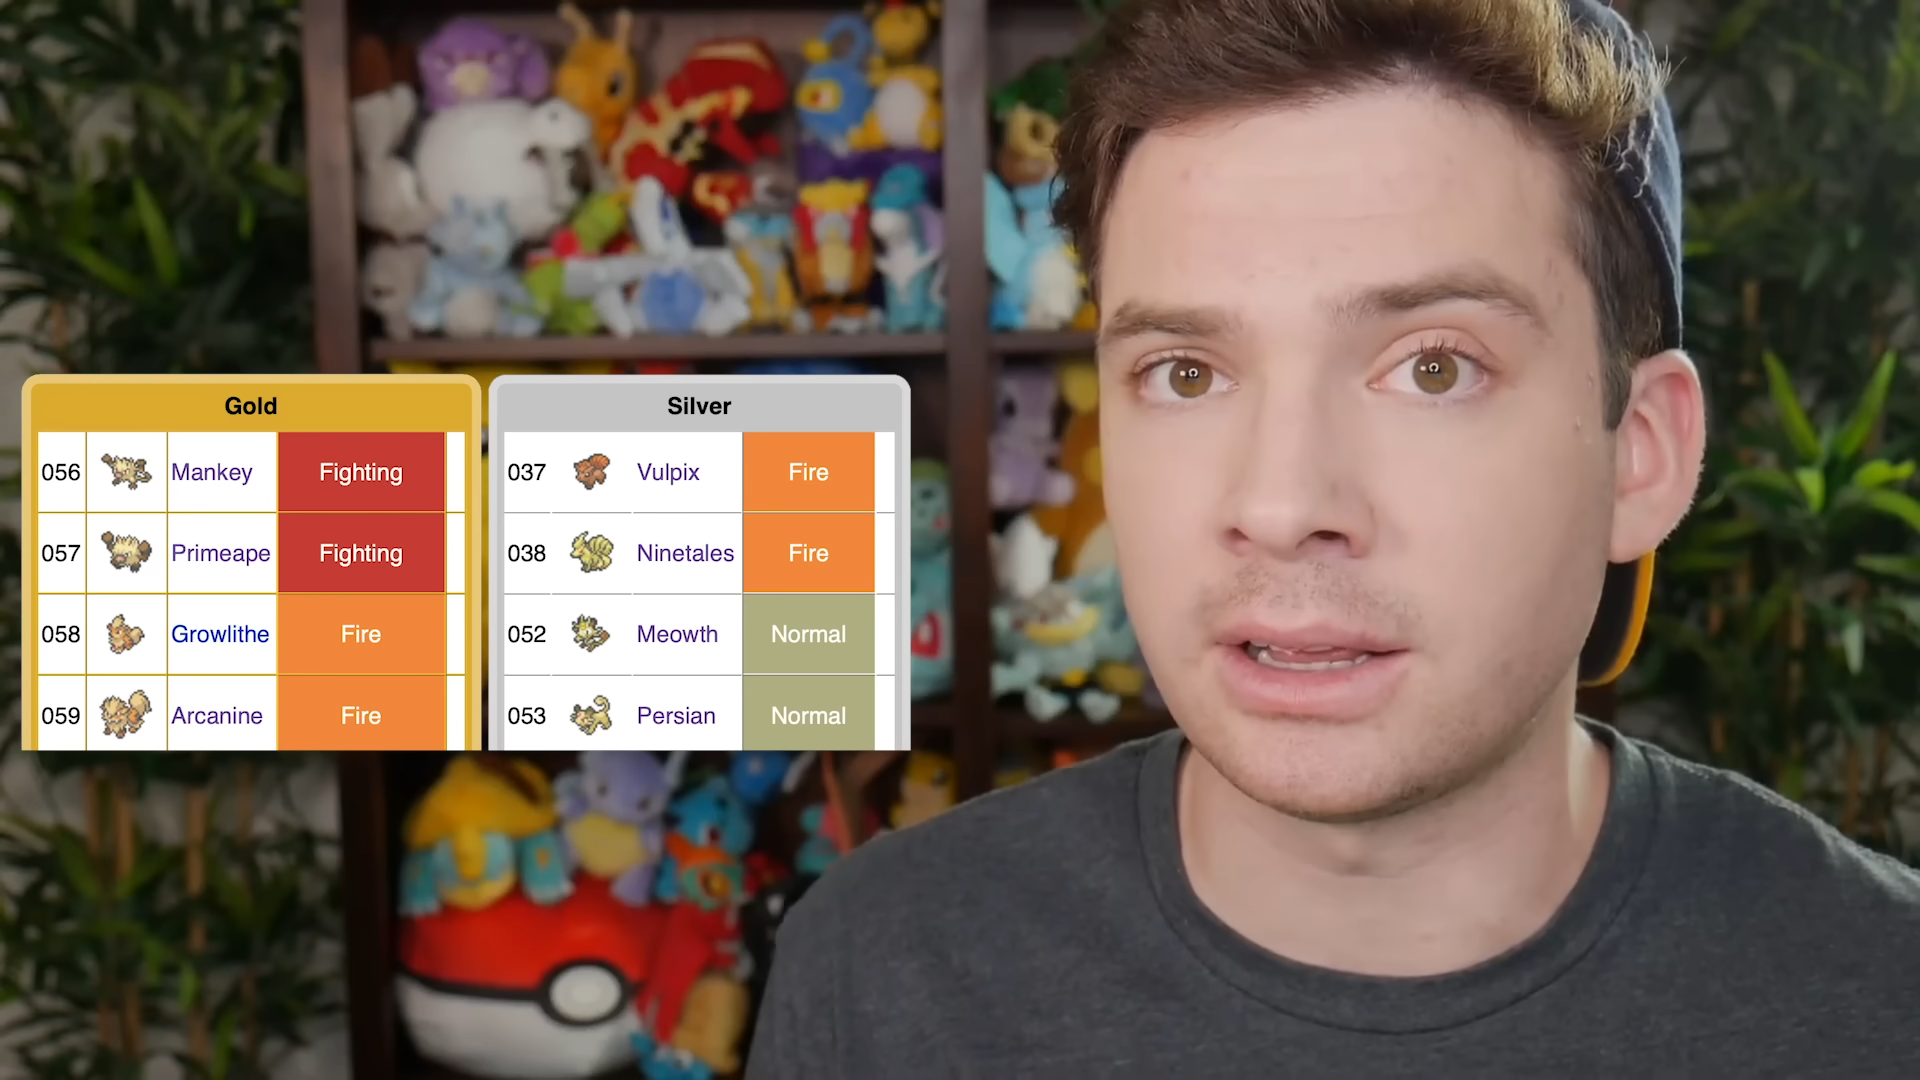 Gold
056 Mankey Fighting
057 Primeape Fighting
058 Growlithe Fire
059 Arcanine Fire
Silver
037 Vulpix Fire
038 Ninetales Fire
052 Meowth Normal
053 Persian Normal